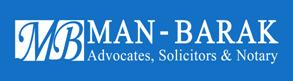 MB MAN-BARAK
Advocates, Solicitors & Notary